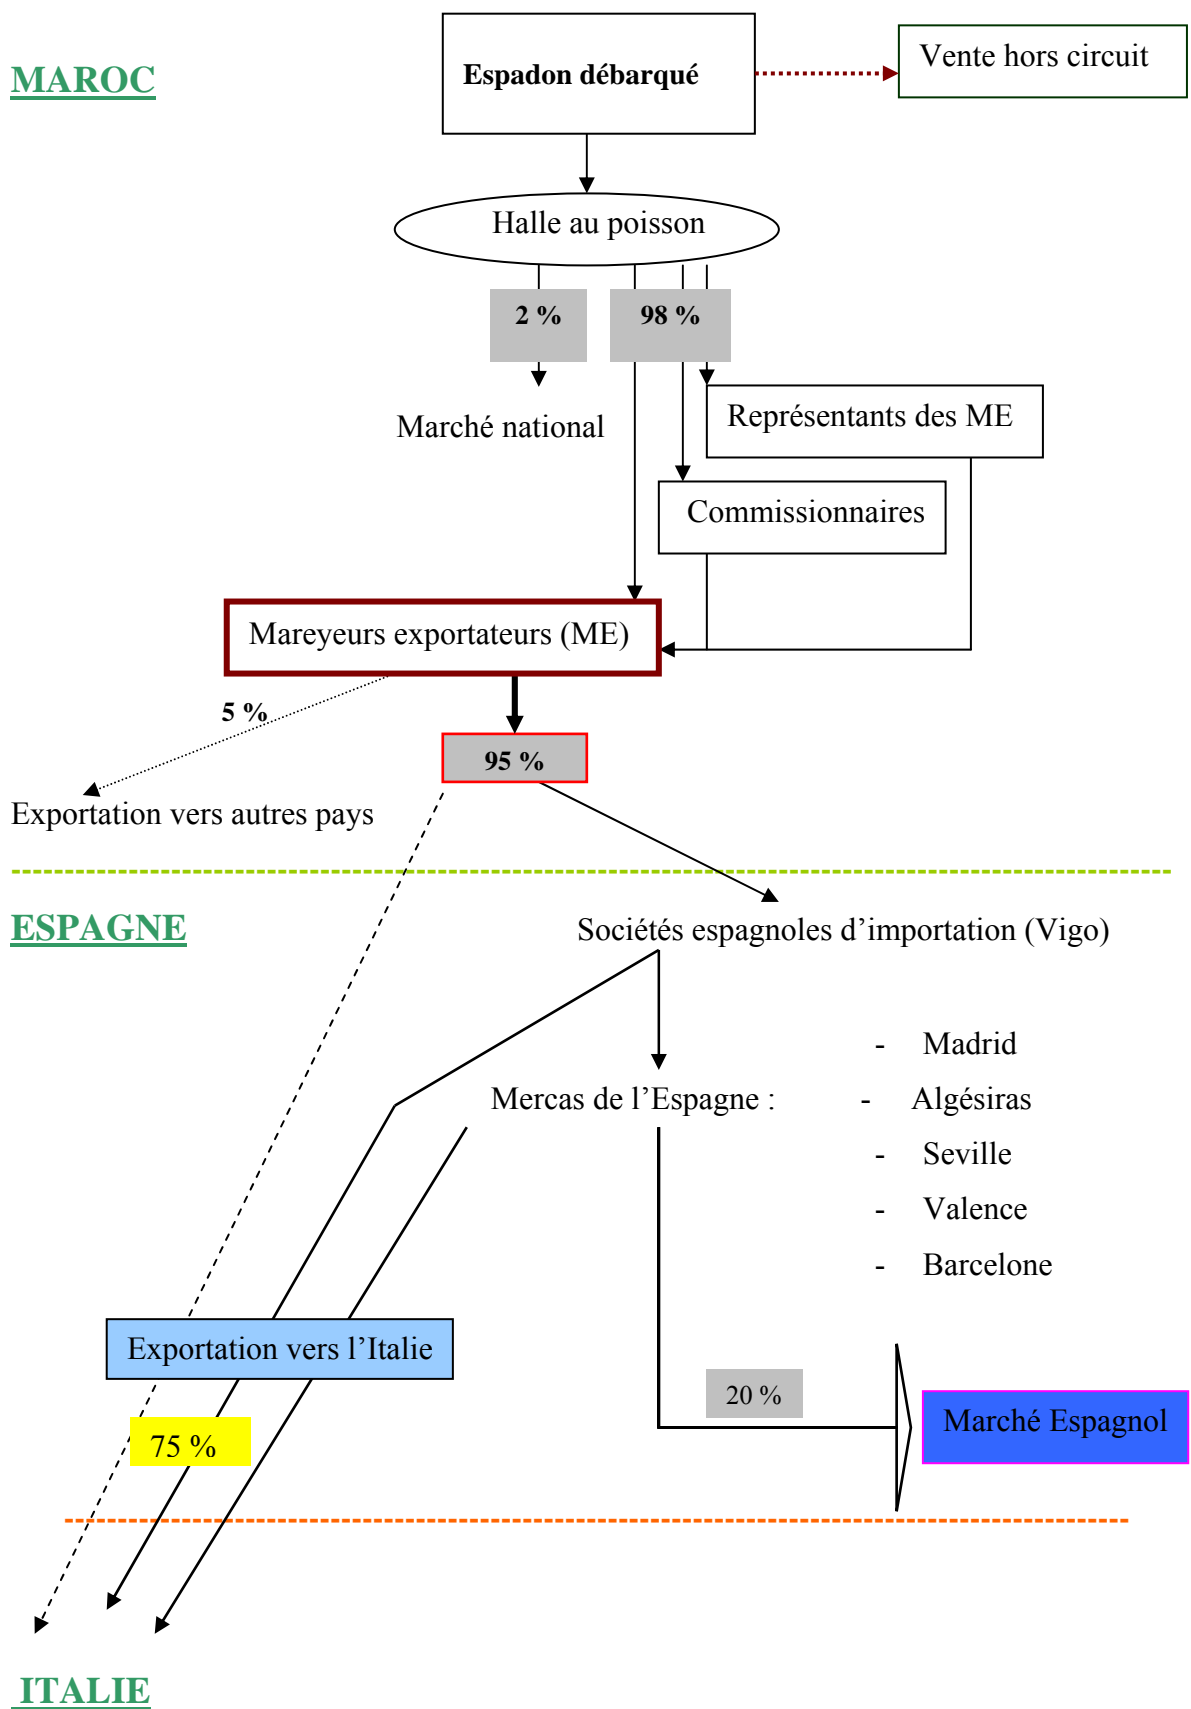 MAROC
Espadon débarqué
Vente hors circuit
Halle au poisson
2 %
98 %
Marché national
Représentants des ME
Commissionnaires
Mareyeurs exportateurs (ME)
5 %
95 %
Exportation vers autres pays
ESPAGNE
Sociétés espagnoles d’importation (Vigo)
- Madrid
Mercas de l’Espagne : - Algésiras
- Seville
- Valence
- Barcelone
Exportation vers l’Italie
20 %
Marché Espagnol
75 %
ITALIE